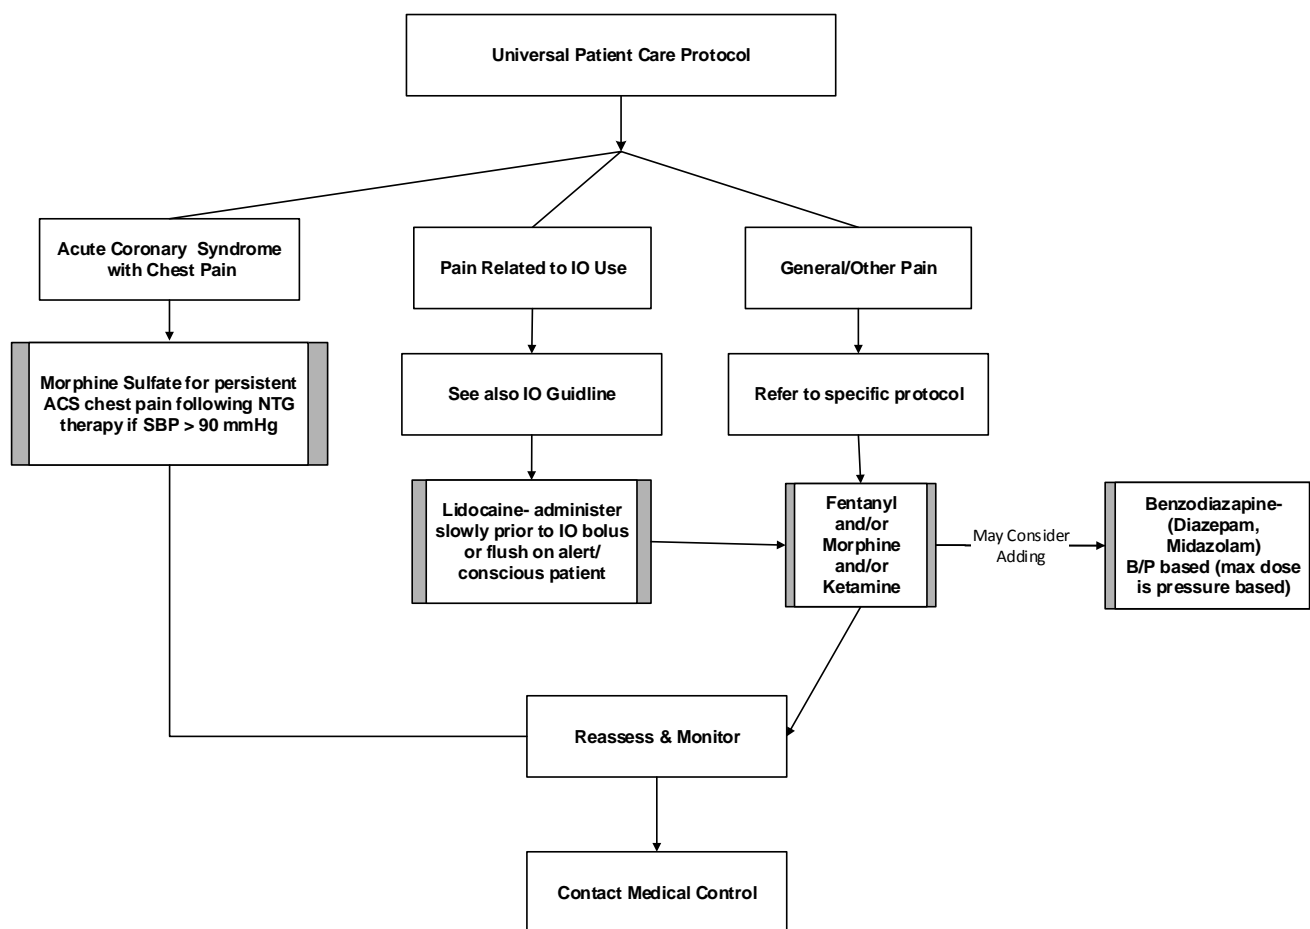 Universal Patient Care Protocol
Acute Coronary Syndrome
with Chest Pain
Pain Related to IO Use
General/Other Pain
Morphine Sulfate for persistent
ACS chest pain following NTG
therapy if SBP > 90 mmHg
See also IO Guidline
Refer to specific protocol
Lidocaine- administer
slowly prior to IO bolus
or flush on alert/
conscious patient
Fentanyl
and/or
Morphine
and/or
Ketamine
May Consider
Adding
Benzodiazapine-
(Diazepam,
Midazolam)
B/P based (max dose
is pressure based)
Reassess & Monitor
Contact Medical Control